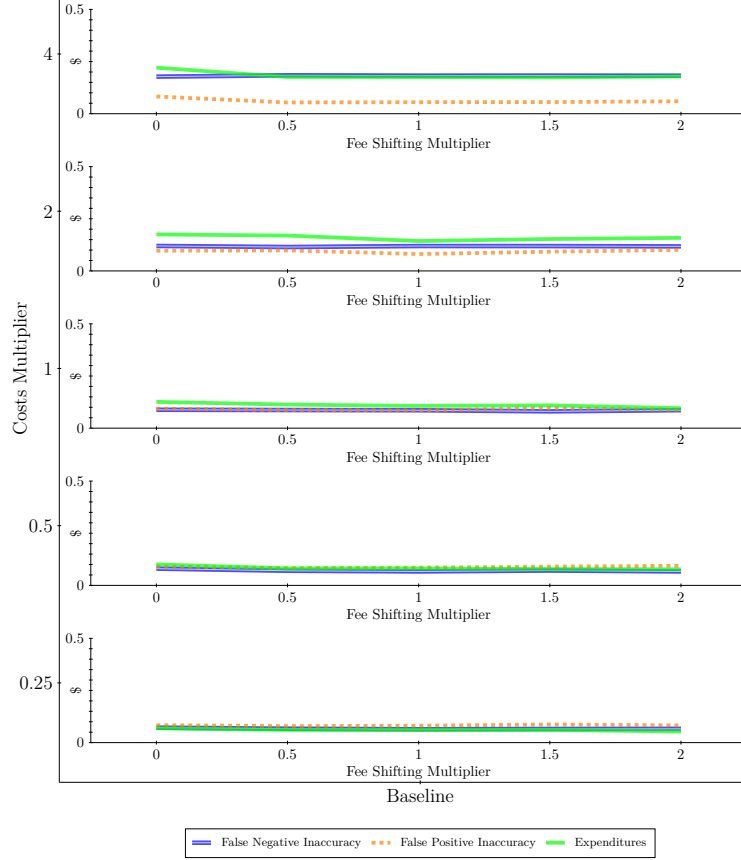 Costs Multiplier
4
0.5
$
0
0 0.5 1 1.5 2
Fee Shifting Multiplier
2
0.5
$
0
0 0.5 1 1.5 2
Fee Shifting Multiplier
1
0.5
$
0
0 0.5 1 1.5 2
Fee Shifting Multiplier
0.5
0.5
$
0
0 0.5 1 1.5 2
Fee Shifting Multiplier
0.25
0.5
$
0
0 0.5 1 1.5 2
Fee Shifting Multiplier
Baseline
False Negative Inaccuracy False Positive Inaccuracy Expenditures